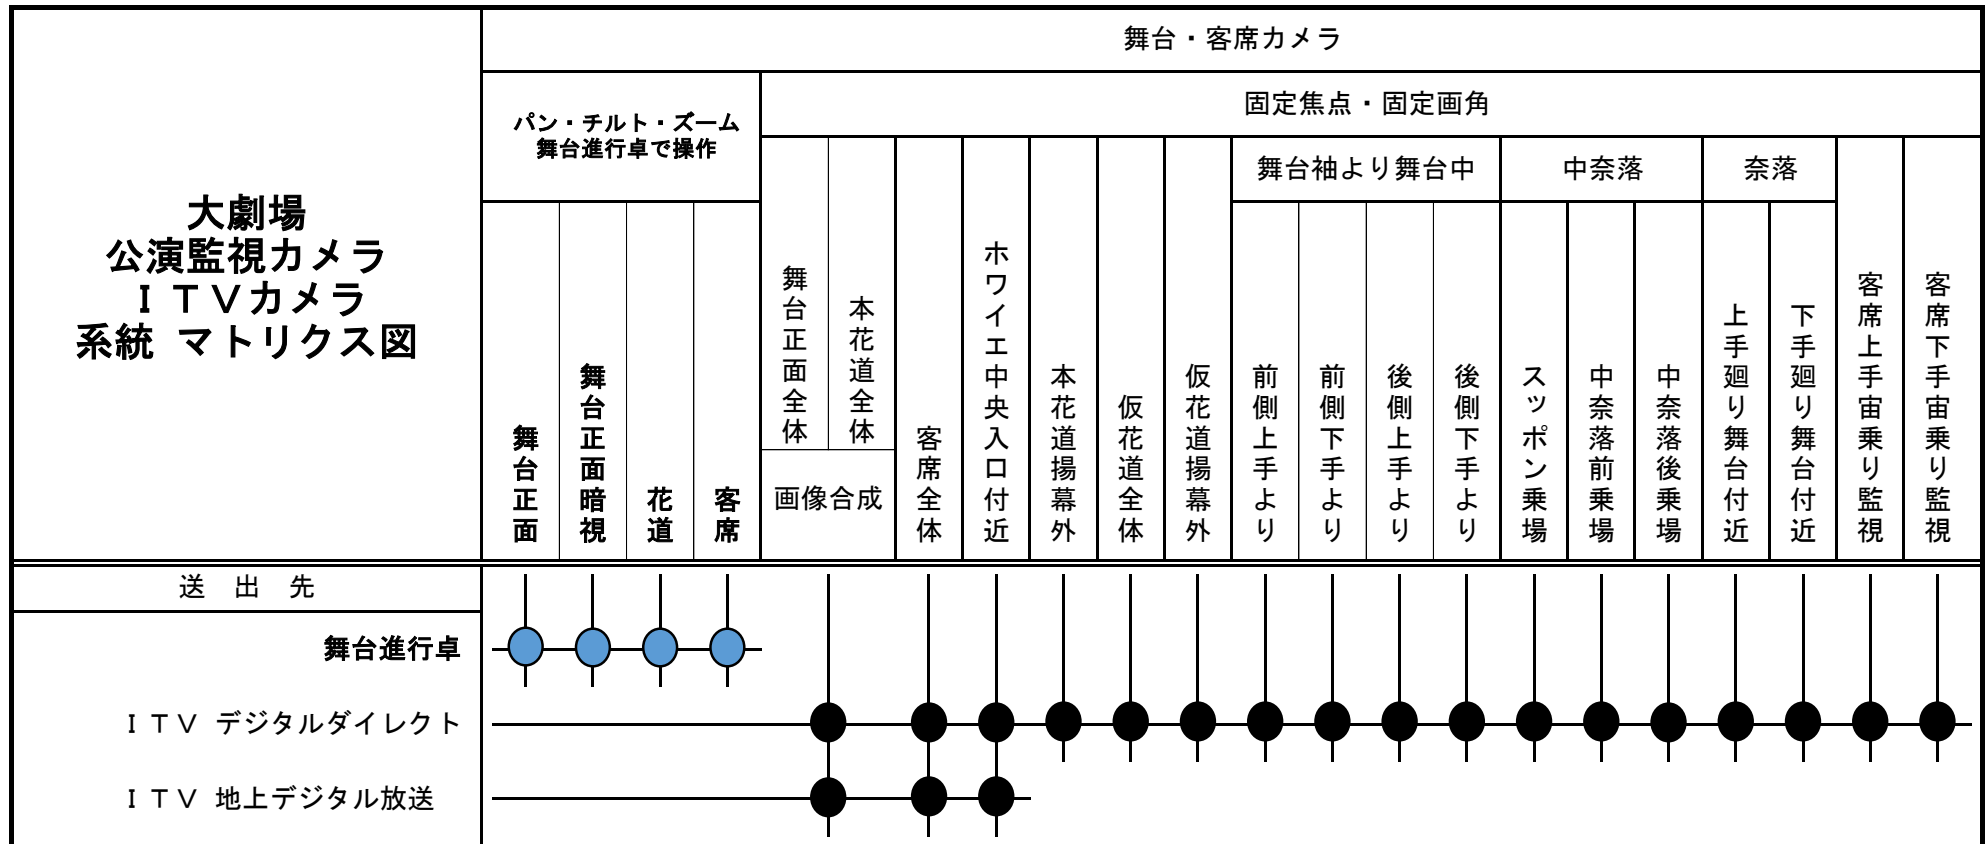 大劇場
公演監視カメラ
ＩＴＶカメラ
系統 マトリクス図
舞台・客席カメラ
パン・チルト・ズーム
舞台進行卓で操作
固定焦点・固定画角
舞台袖より舞台中
中奈落
奈落
舞台正面
舞台正面暗視
花道
客席
舞台正面全体
本花道全体
画像合成
客席全体
ホワイエ中央入口付近
本花道揚幕外
仮花道全体
仮花道揚幕外
前側上手より
前側下手より
後側上手より
後側下手より
スッポン乗場
中奈落前乗場
中奈落後乗場
上手廻り舞台付近
下手廻り舞台付近
客席上手宙乗り監視
客席下手宙乗り監視
送 出 先
舞台進行卓
ＩＴＶ デジタルダイレクト
ＩＴＶ 地上デジタル放送